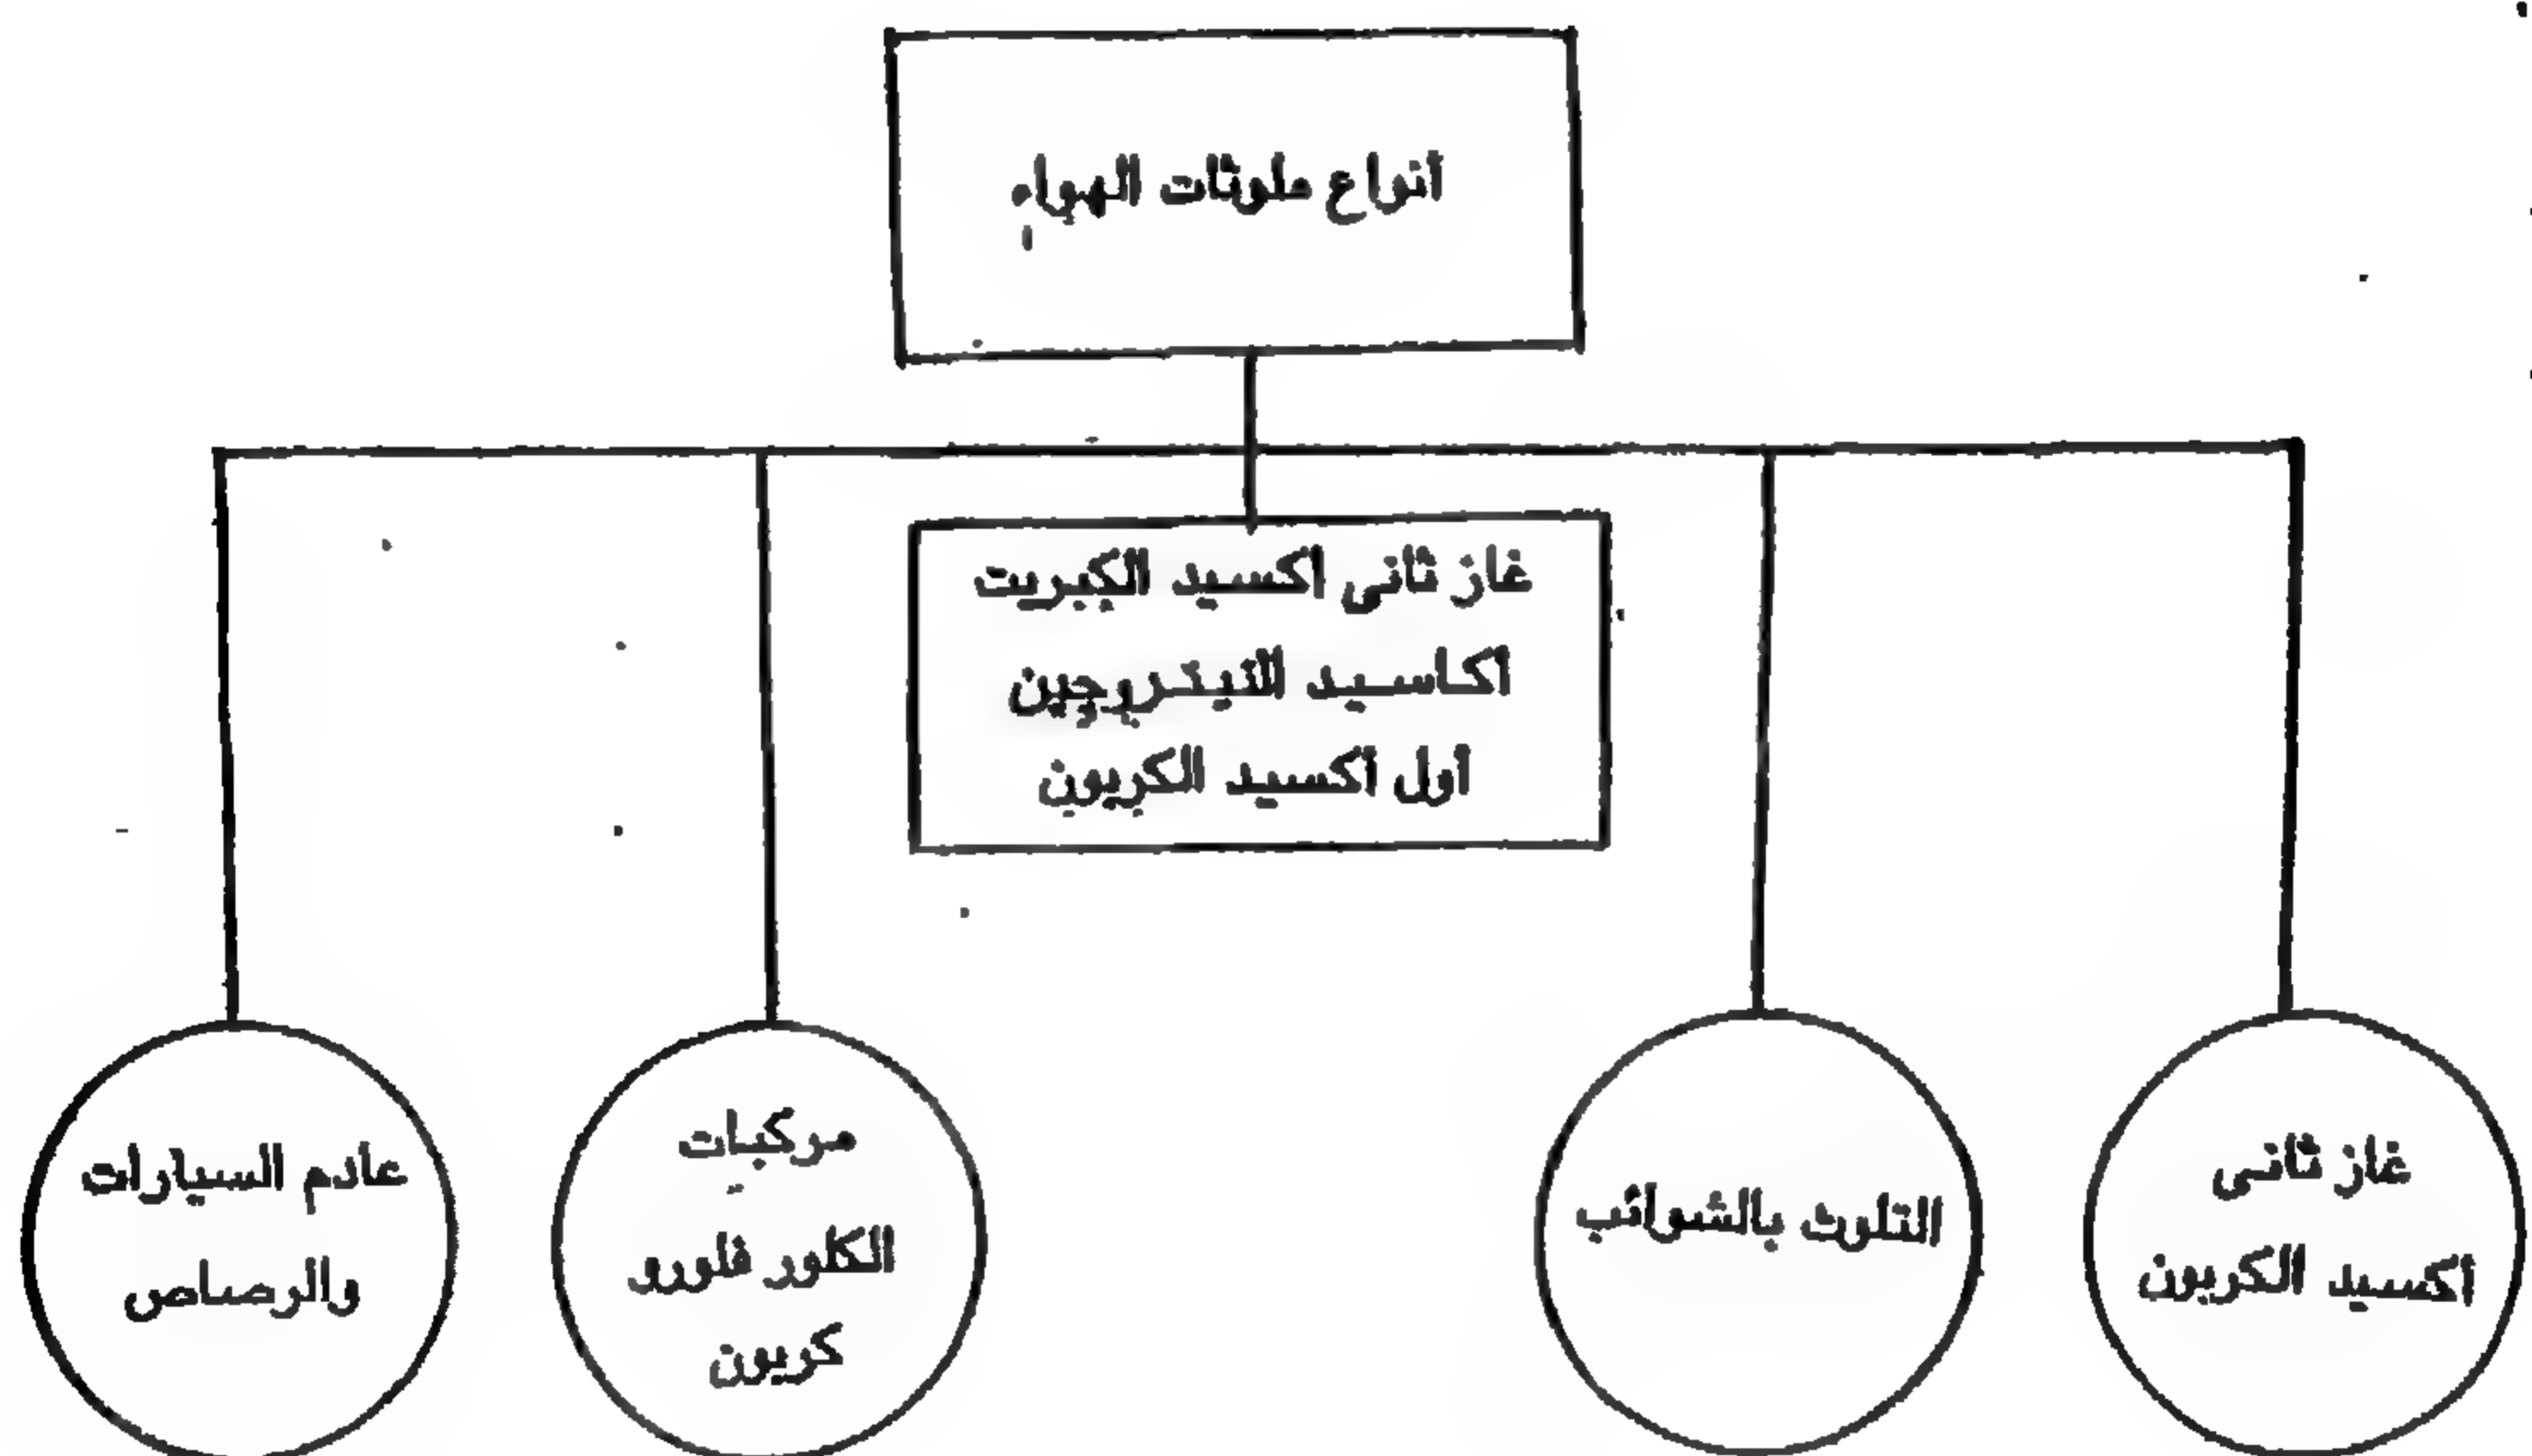 أنواع ملوثات الهواء
غاز ثانى اكسيد الكبريت
اكاسيد النيتروجين
أول أكسيد الكربون
غاز ثانى
أكسيد الكربون
التلوث بالشوائب
مركبات
الكلور فلورو
كربون
عادم السيارات
والرصاص